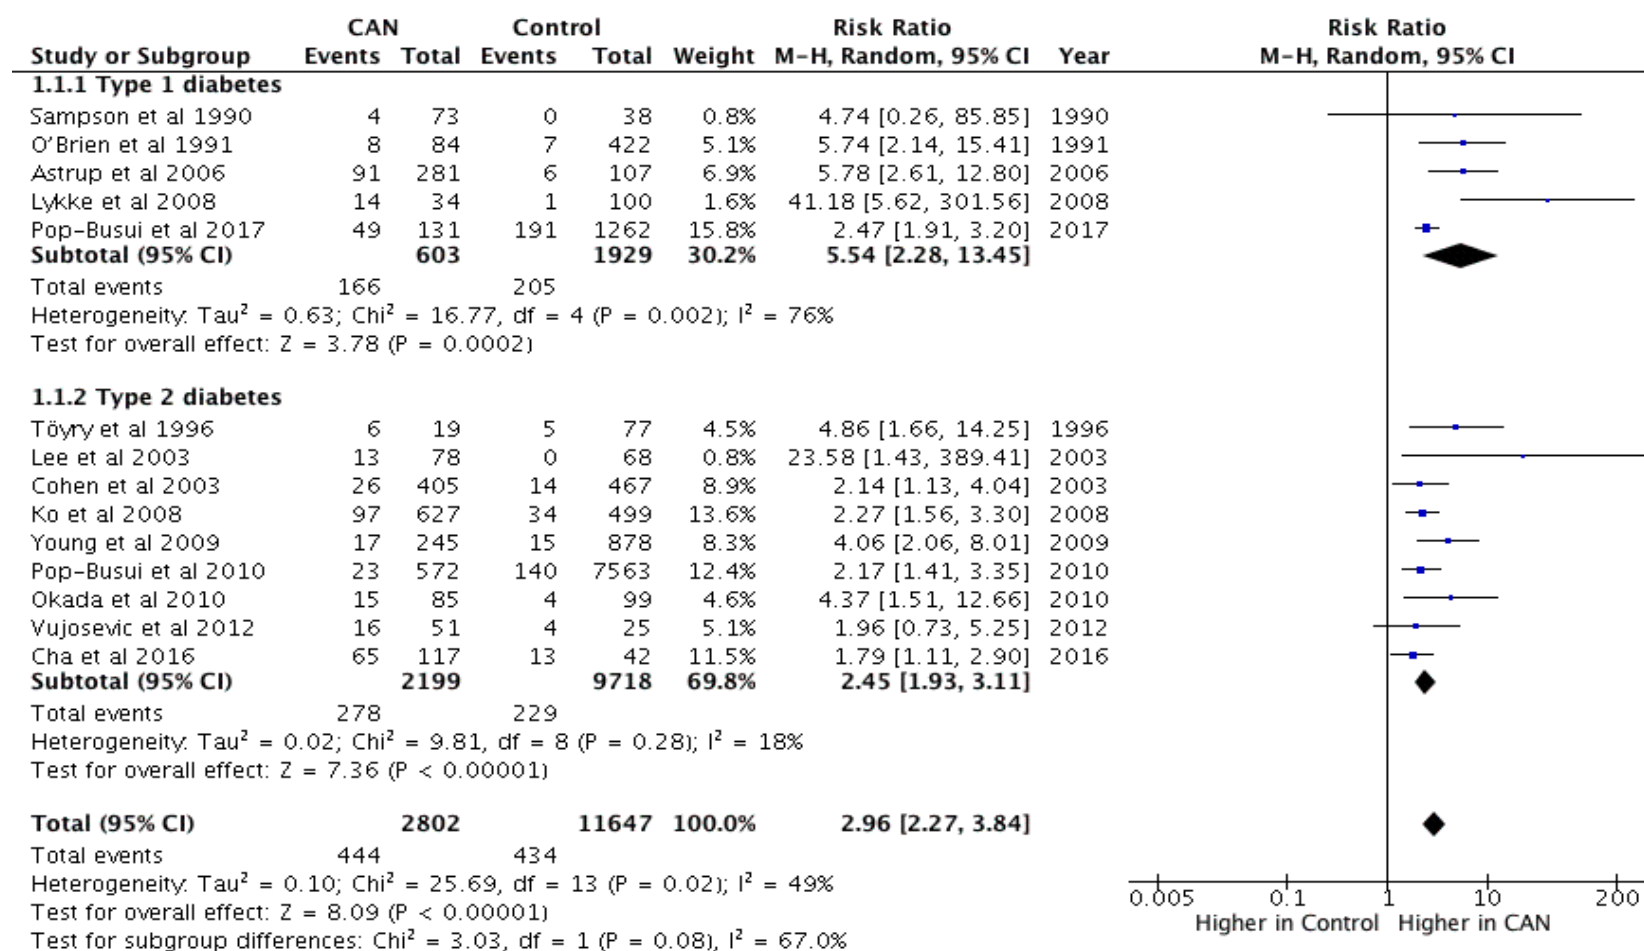 CAN Control Risk Ratio Risk Ratio
Study or Subgroup Events Total Events Total Weight M-H, Random, 95% CI Year M-H, Random, 95% CI
1.1.1 Type 1 diabetes
Sampson et al 1990 4 73 0 38 0.8% 4.74 [0.26, 85.85] 1990
O'Brien et al 1991 8 84 7 422 5.1% 5.74 [2.14, 15.41] 1991
Astrup et al 2006 91 281 6 107 6.9% 5.78 [2.61, 12.80] 2006
Lykke et al 2008 14 34 1 100 1.6% 41.18 [5.62, 301.56] 2008
Pop-Busui et al 2017 49 131 191 1262 15.8% 2.47 [1.91, 3.20] 2017
Subtotal (95% CI) 603 1929 30.2% 5.54 [2.28, 13.45]
Total events 166 205
Heterogeneity: Tau² = 0.63; Chi² = 16.77, df = 4 (P = 0.002); I² = 76%
Test for overall effect: Z = 3.78 (P = 0.0002)
1.1.2 Type 2 diabetes
Töyry et al 1996 6 19 5 77 4.5% 4.86 [1.66, 14.25] 1996
Lee et al 2003 13 78 0 68 0.8% 23.58 [1.43, 389.41] 2003
Cohen et al 2003 26 405 14 467 8.9% 2.14 [1.13, 4.04] 2003
Ko et al 2008 97 627 34 499 13.6% 2.27 [1.56, 3.30] 2008
Young et al 2009 17 245 15 878 8.3% 4.06 [2.06, 8.01] 2009
Pop-Busui et al 2010 23 572 140 7563 12.4% 2.17 [1.41, 3.35] 2010
Okada et al 2010 15 85 4 99 4.6% 4.37 [1.51, 12.66] 2010
Vujosevic et al 2012 16 51 4 25 5.1% 1.96 [0.73, 5.25] 2012
Cha et al 2016 65 117 13 42 11.5% 1.79 [1.11, 2.90] 2016
Subtotal (95% CI) 2199 9718 69.8% 2.45 [1.93, 3.11]
Total events 278 229
Heterogeneity: Tau² = 0.02; Chi² = 9.81, df = 8 (P = 0.28); I² = 18%
Test for overall effect: Z = 7.36 (P < 0.00001)
Total (95% CI) 2802 11647 100.0% 2.96 [2.27, 3.84]
Total events 444 434
Heterogeneity: Tau² = 0.10; Chi² = 25.69, df = 13 (P = 0.02); I² = 49%
Test for overall effect: Z = 8.09 (P < 0.00001)
Test for subgroup differences: Chi² = 3.03, df = 1 (P = 0.08), I² = 67.0%
0.005 0.1 1 10 200
Higher in Control Higher in CAN